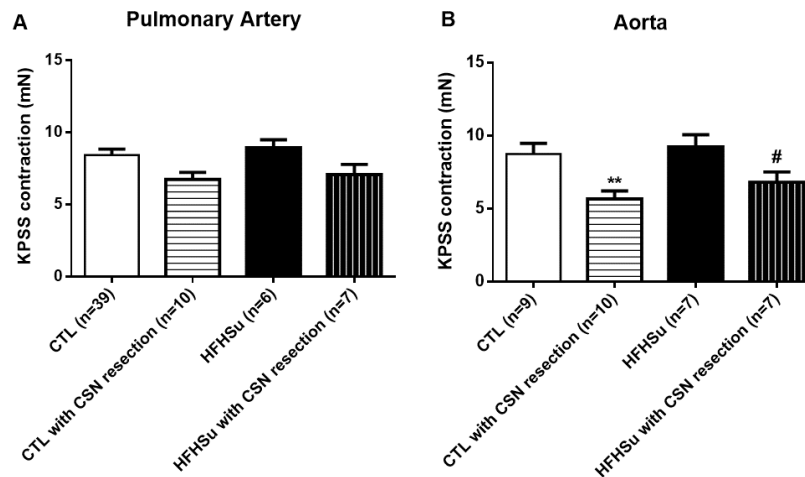 A
Pulmonary Artery
KPSS contraction (mN)
15
10
5
0
CTL (n=39)
CTL with CSN resection (n=10)
HFHSu (n=6)
HFHSu with CSN resection (n=7)
B
Aorta
KPSS contraction (mN)
15
10
5
0
**
#
CTL (n=9)
CTL with CSN resection (n=10)
HFHSu (n=7)
HFHSu with CSN resection (n=7)